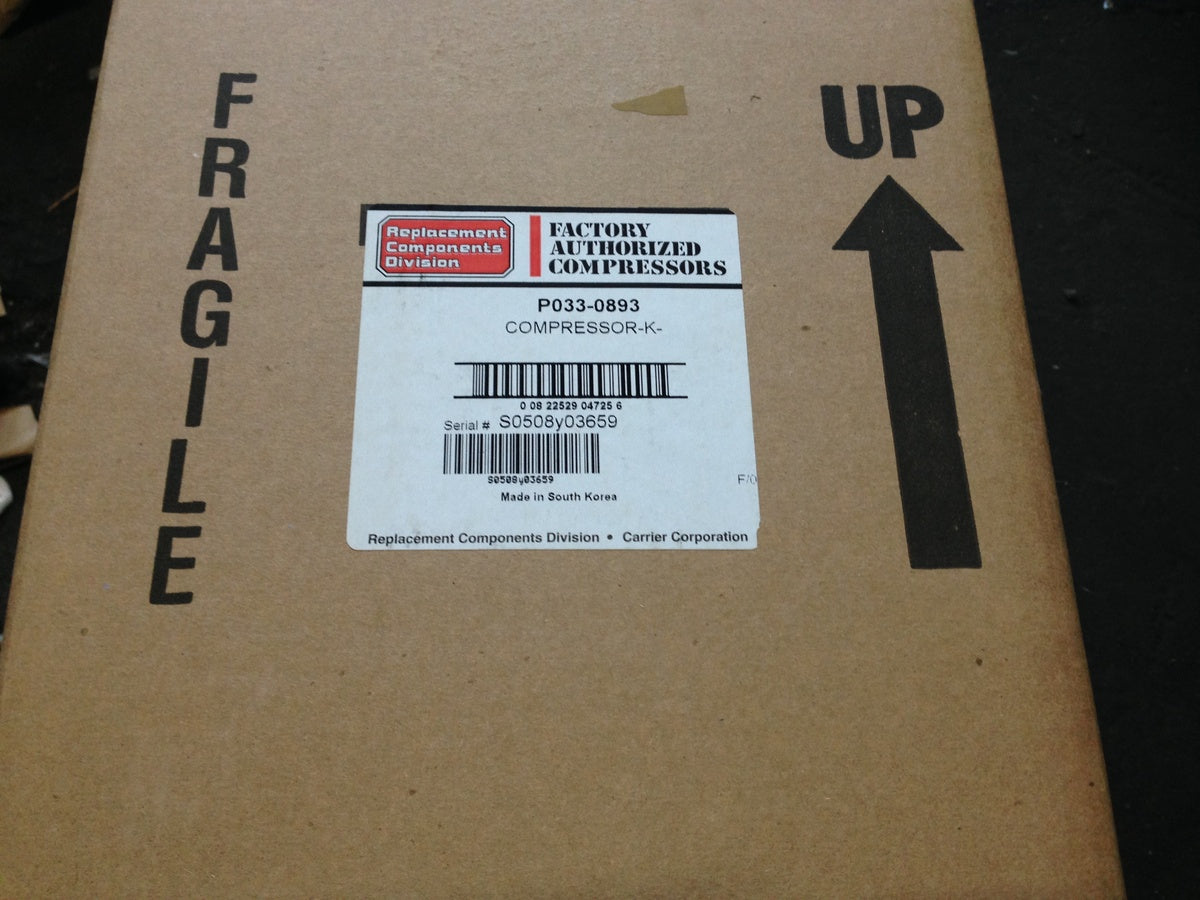 FRAGILE
UP
Replacement
Components
Division
FACTORY
AUTHORIZED
COMPRESSORS
P033-0893
COMPRESSOR-K-
0 08 22529 04725 6
Serial # S0508y03659
S0508y03659
F/0
Made in South Korea
Replacement Components Division • Carrier Corporation